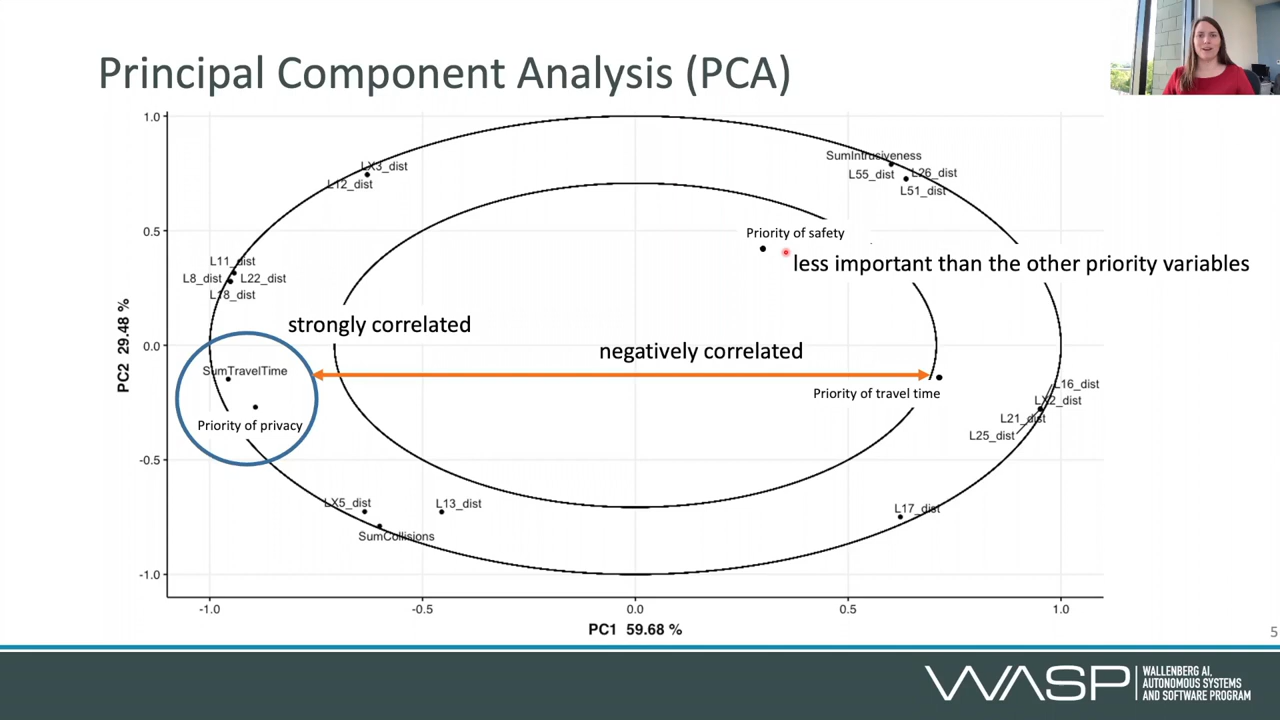 Principal Component Analysis (PCA)
1.0
LX3_dist
L12_dist
SumIntrusiveness
L55_dist
L26_dist
L51_dist
0.5
Priority of safety
less important than the other priority variables
L11_dist
L8_dist
L22_dist
L18_dist
strongly correlated
negatively correlated
0.0
PC2 29.48 %
SumTravelTime
Priority of privacy
Priority of travel time
L16_dist
LX2_dist
L21_dist
L25_dist
-0.5
LX5_dist
L13_dist
SumCollisions
L17_dist
-1.0
-1.0
-0.5
0.0
0.5
1.0
PC1 59.68 %
5
WASP
WALLENBERG AI,
AUTONOMOUS SYSTEMS
AND SOFTWARE PROGRAM